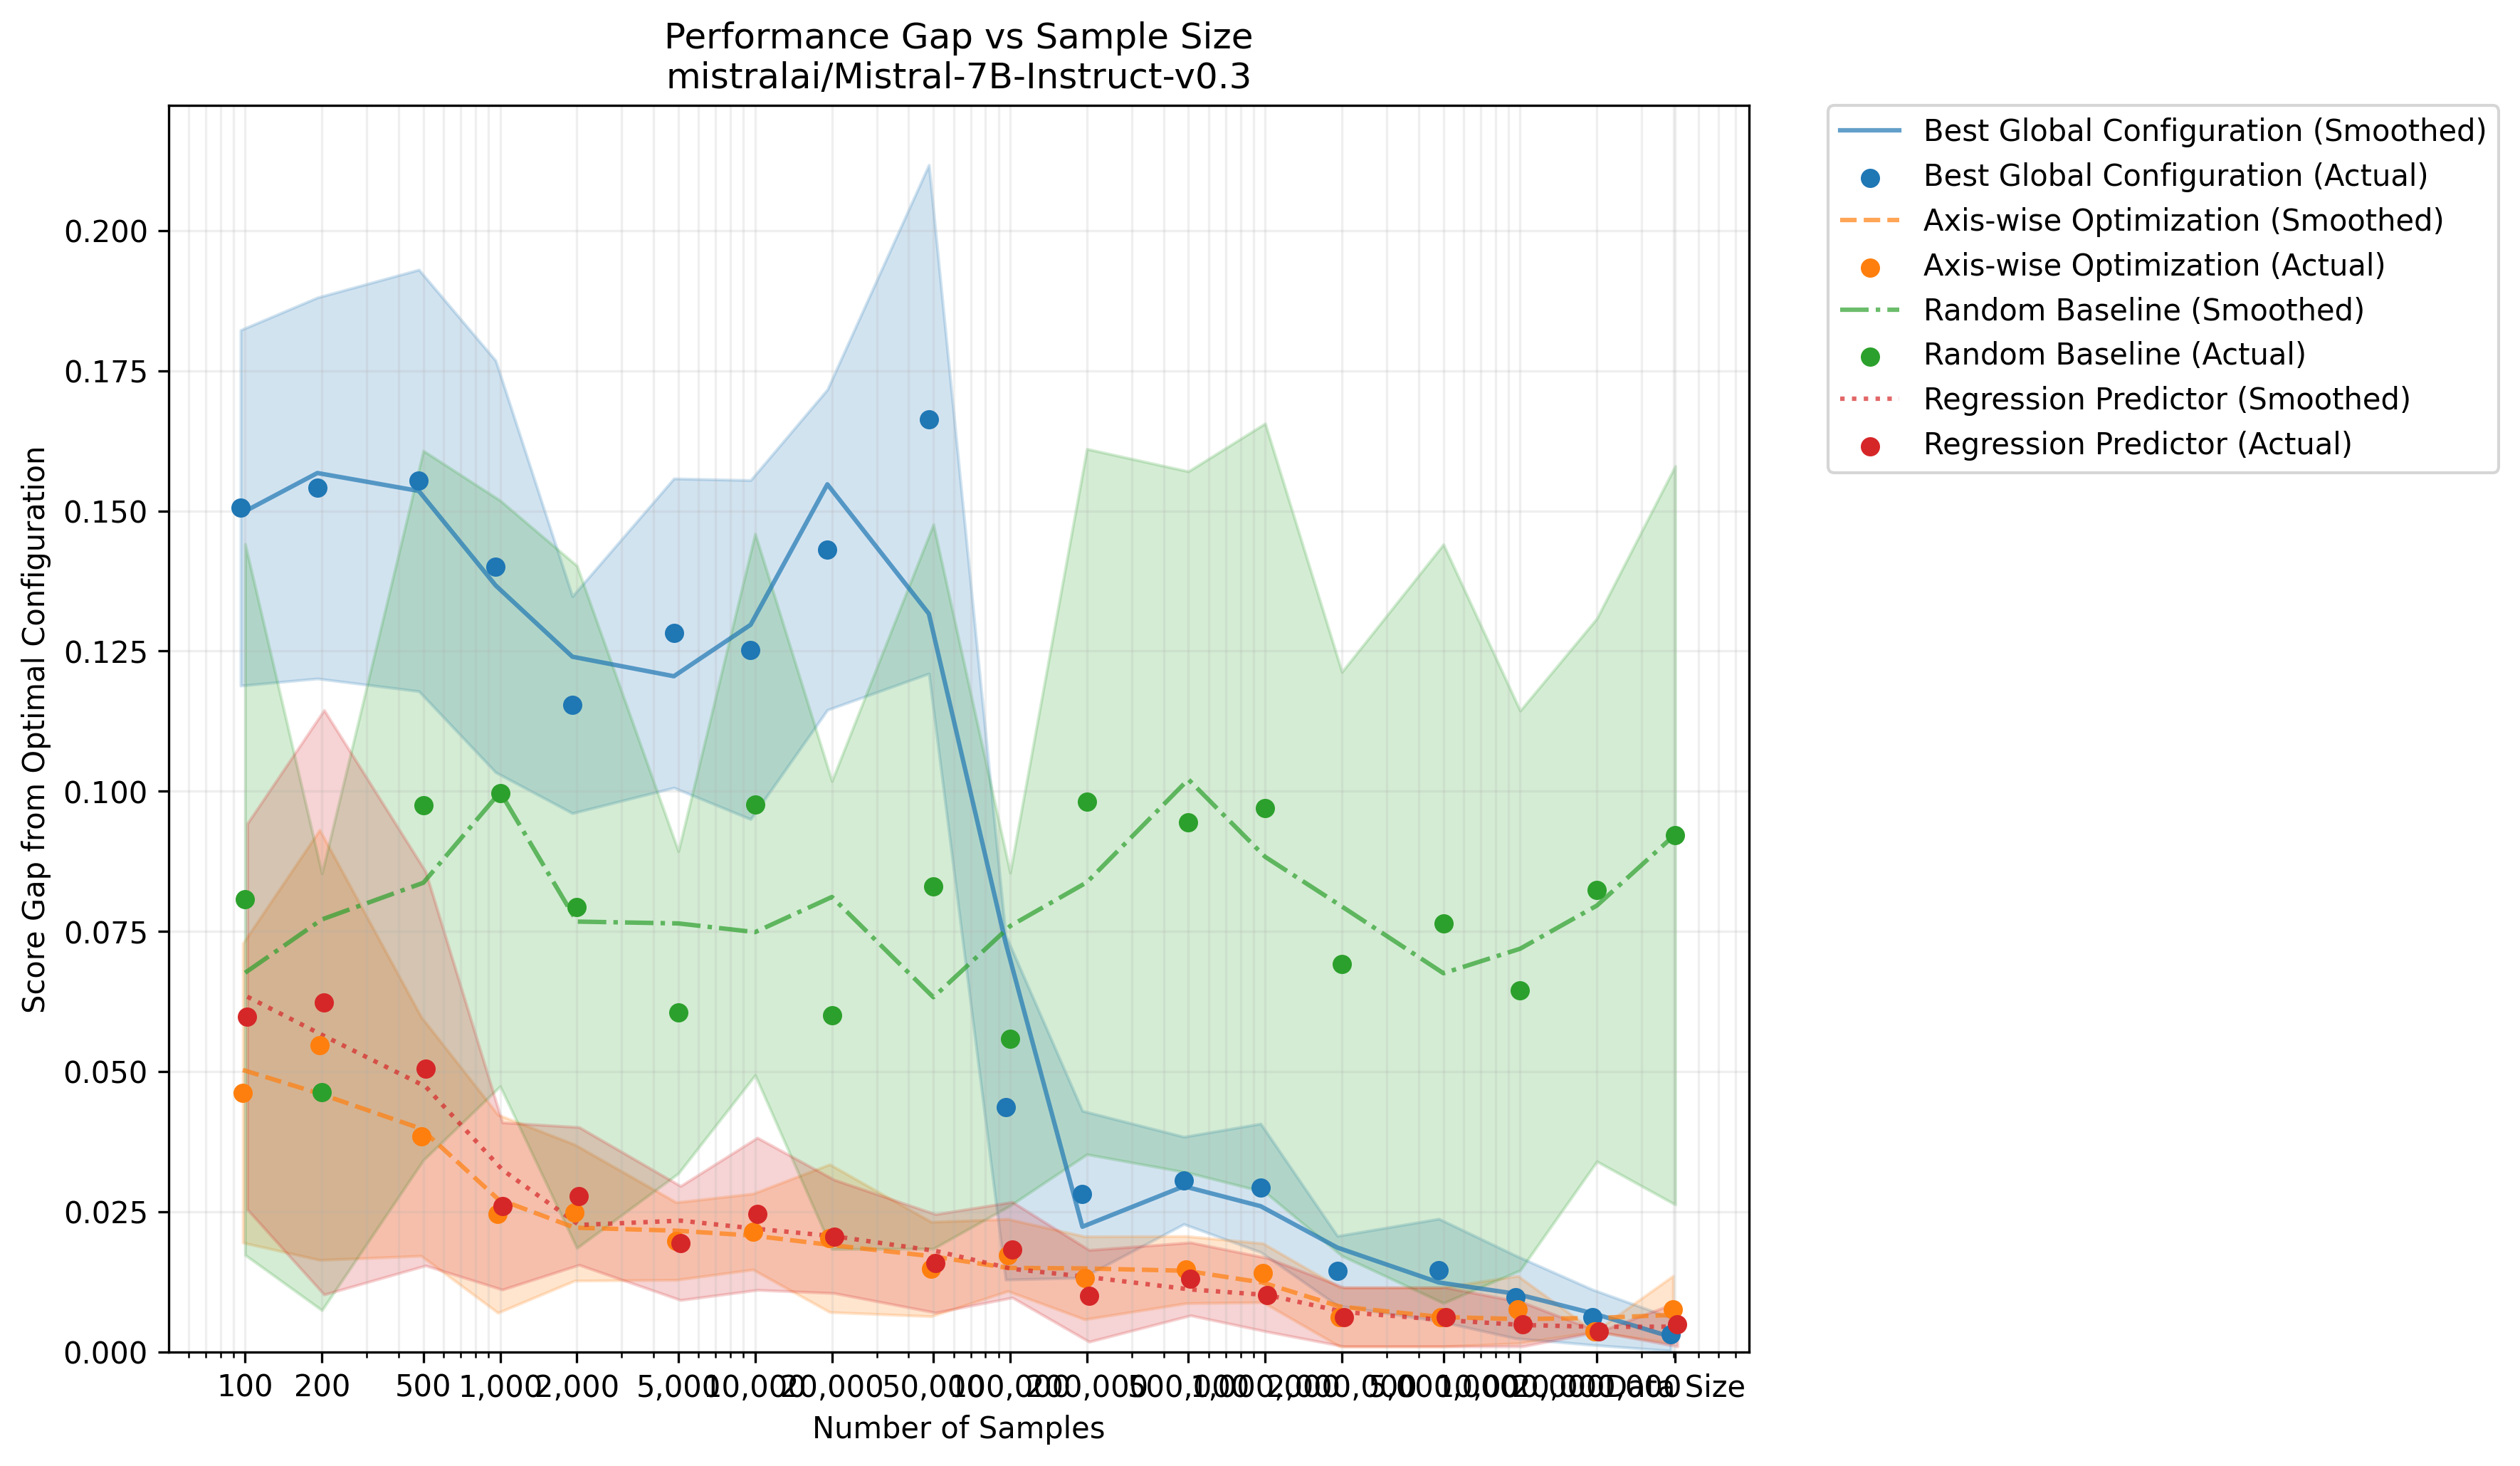 Performance Gap vs Sample Size
mistralai/Mistral-7B-Instruct-v0.3
Best Global Configuration (Smoothed)
Best Global Configuration (Actual)
Axis-wise Optimization (Smoothed)
Axis-wise Optimization (Actual)
Random Baseline (Smoothed)
Random Baseline (Actual)
Regression Predictor (Smoothed)
Regression Predictor (Actual)
Score Gap from Optimal Configuration
0.200
0.175
0.150
0.125
0.100
0.075
0.050
0.025
0.000
100 200 500 1,000 2,000 5,000 10,000 20,000 50,000 100,000 200,000 500,000 Size
Number of Samples